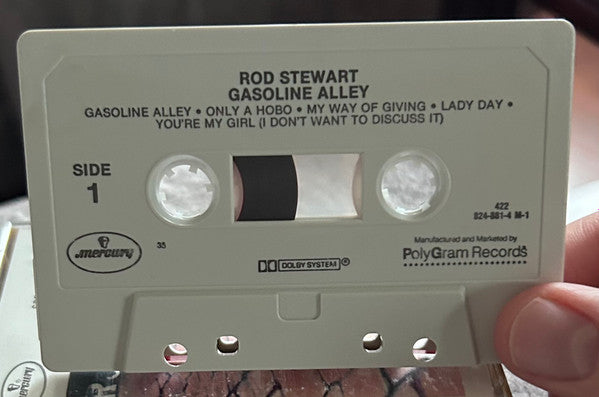 ROD STEWART
GASOLINE ALLEY
GASOLINE ALLEY • ONLY A HOBO • MY WAY OF GIVING • LADY DAY •
YOU'RE MY GIRL (I DON'T WANT TO DISCUSS IT)
SIDE
1
422
824-881-4 M-1
mercury
35
DOLBY SYSTEM®
Manufactured and Marketed by
PolyGram Records
mercury